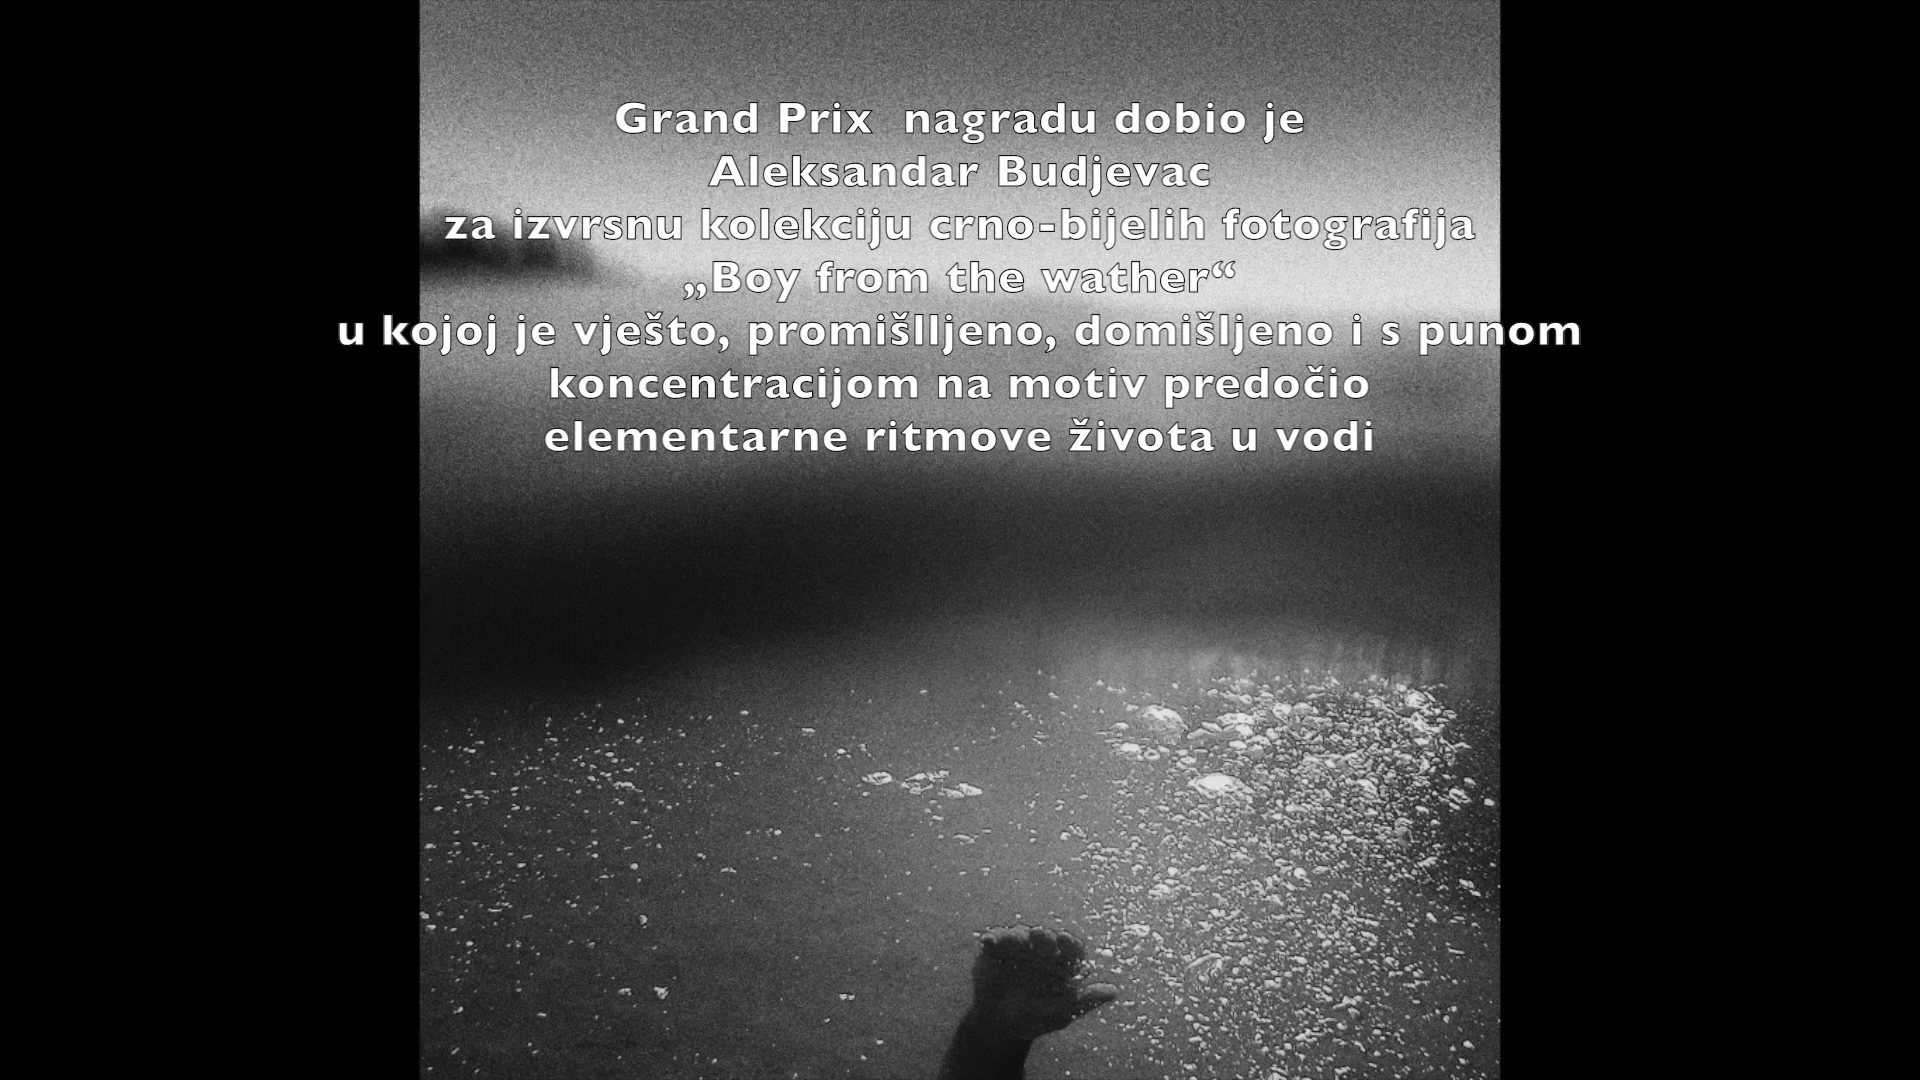 Grand Prix  nagradu dobio je
Aleksandar Budjevac
za izvrsnu kolekciju crno-bijelih fotografija
„Boy from the wather“
u kojoj je vješto, promišlljeno, domišljeno i s punom
koncentracijom na motiv predočio
elementarne ritmove života u vodi